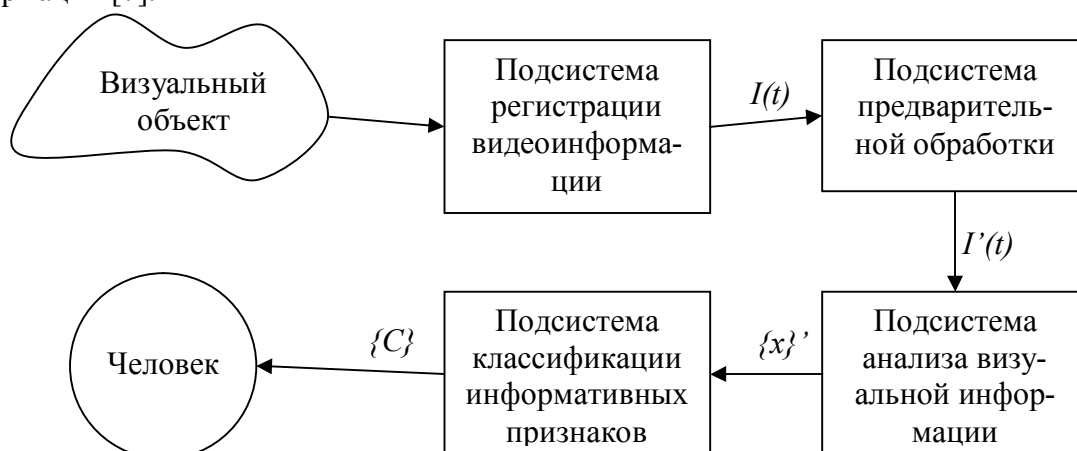 Визуальный
объект
Подсистема
регистрации
видеоинформа-
ции
I(t)
Подсистема
предваритель-
ной обработки
I’(t)
Подсистема
анализа визу-
альной инфор-
мации
{x}’
Подсистема
классификации
информативных
признаков
{C}
Человек